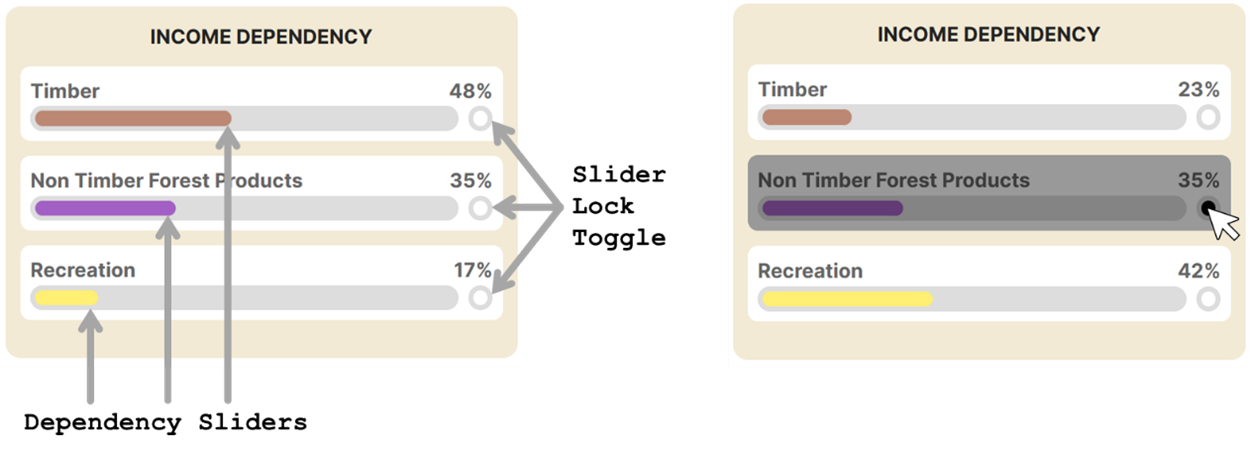 INCOME DEPENDENCY
Timber 48%
Non Timber Forest Products 35%
Recreation 17%
Slider
Lock
Toggle
Dependency Sliders
INCOME DEPENDENCY
Timber 23%
Non Timber Forest Products 35%
Recreation 42%